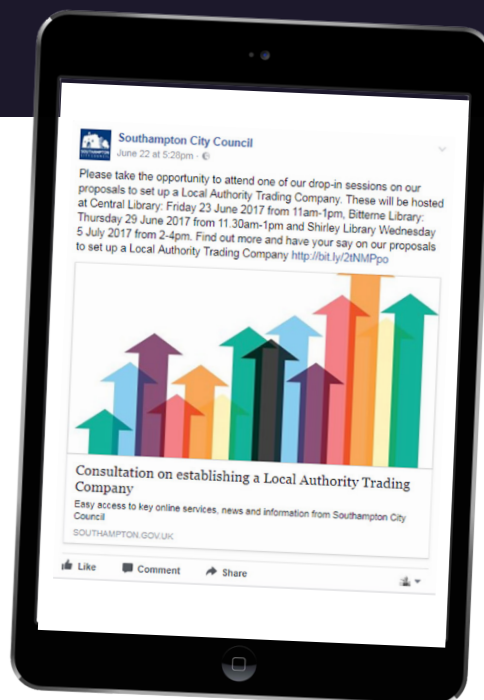 Southampton City Council
June 22 at 5:28pm ·
Please take the opportunity to attend one of our drop-in sessions on our
proposals to set up a Local Authority Trading Company. These will be hosted
at Central Library: Friday 23 June 2017 from 11am-1pm, Bitterne Library:
Thursday 29 June 2017 from 11.30am-1pm and Shirley Library Wednesday
5 July 2017 from 2-4pm. Find out more and have your say on our proposals
to set up a Local Authority Trading Company http://bit.ly/2tNMPpo
Consultation on establishing a Local Authority Trading
Company
Easy access to key online services, news and information from Southampton City
Council
SOUTHAMPTON.GOV.UK
Like Comment Share